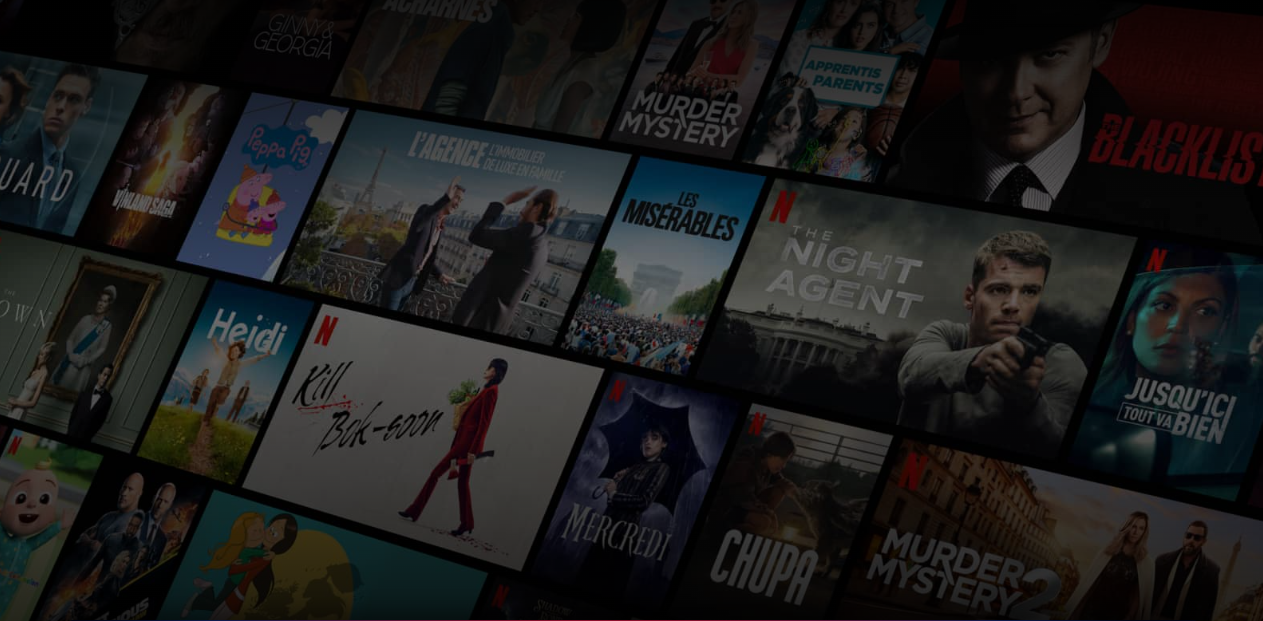 GINNY &
GEORGIA
ACHARNÉS
MURDER
MYSTERY
APPRENTIS
PARENTS
BLACKLIST
UARD
VINLAND SAGA
Peppa Pig
L'AGENCE L'IMMOBILIER
DE LUXE EN FAMILLE
LES
MISÉRABLES
N
THE
NIGHT
AGENT
N
JUSQU'ICI
TOUT VA BIEN
OWN
Heidi
N
Kill
Bok-soon
N
MERCREDI
N
CHUPA
N
MURDER
MYSTERY 2
N
N